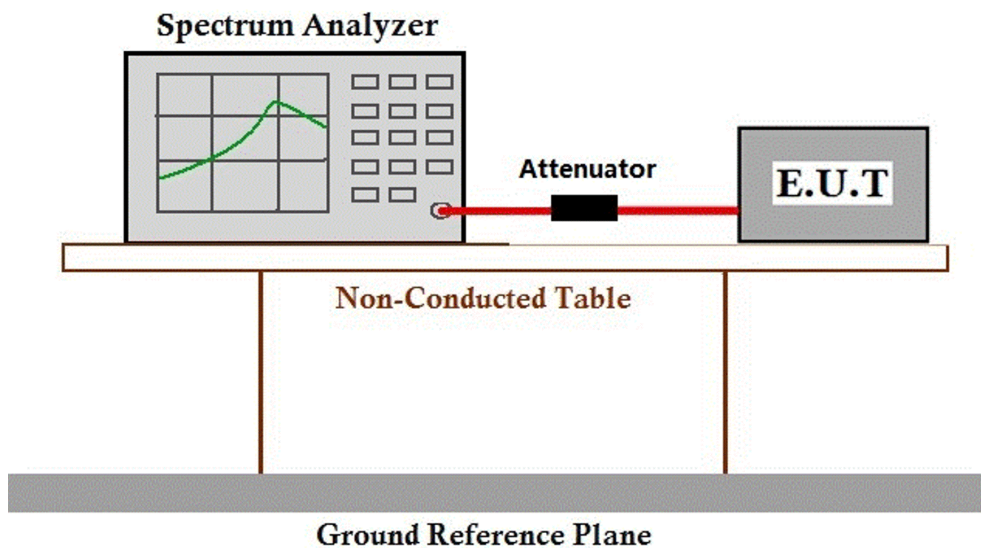 Spectrum Analyzer
Attenuator
E.U.T
Non-Conducted Table
Ground Reference Plane